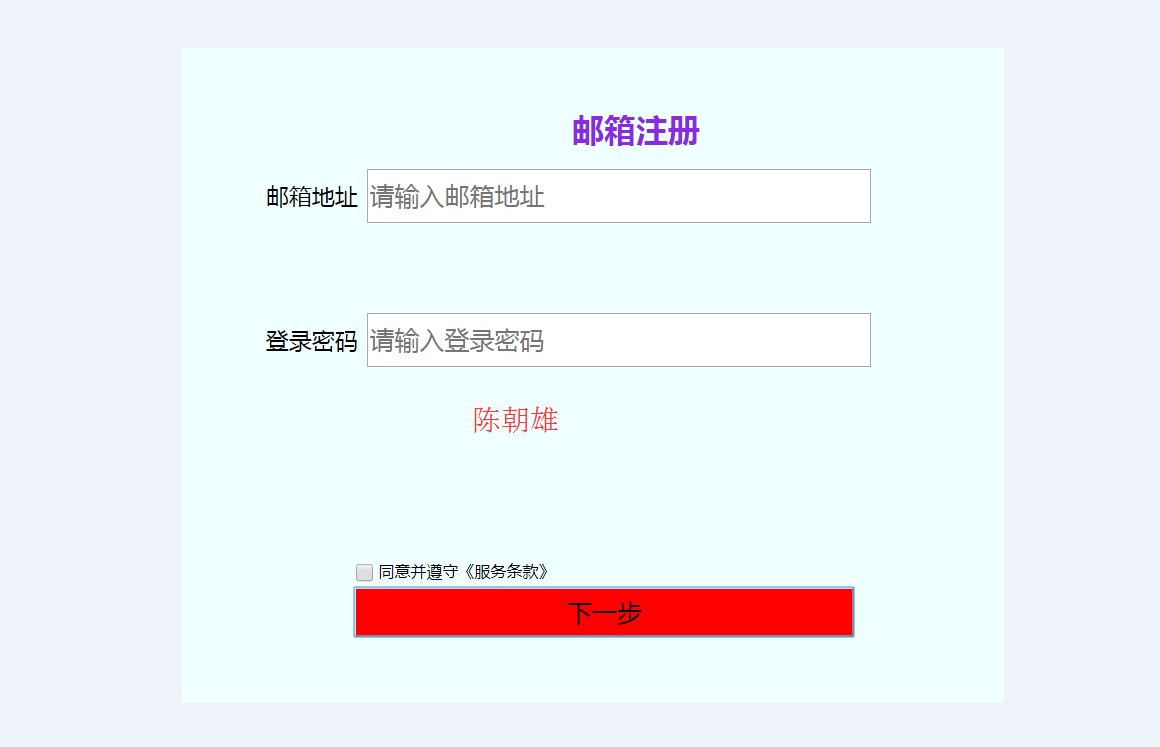 邮箱注册
邮箱地址 请输入邮箱地址
登录密码 请输入登录密码
陈朝雄
同意并遵守《服务条款》
下一步